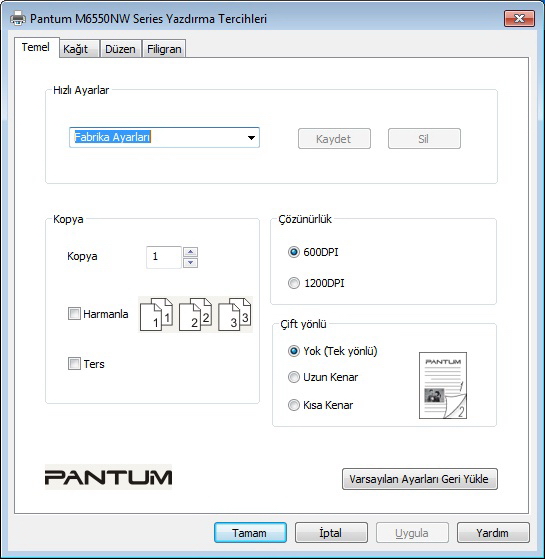 Pantum M6550NW Series Yazdırma Tercihleri
Temel Kağıt Düzen Filigran
Hızlı Ayarlar
Fabrika Ayarları Kaydet Sil
Kopya
Kopya 1
Harmanla 1 1 2 2 3 3
Ters
Çözünürlük
600DPI
1200DPI
Çift yönlü
Yok (Tek yönlü)
Uzun Kenar
Kısa Kenar
PANTUM
1
2
PANTUM
Varsayılan Ayarları Geri Yükle
Tamam İptal Uygula Yardım